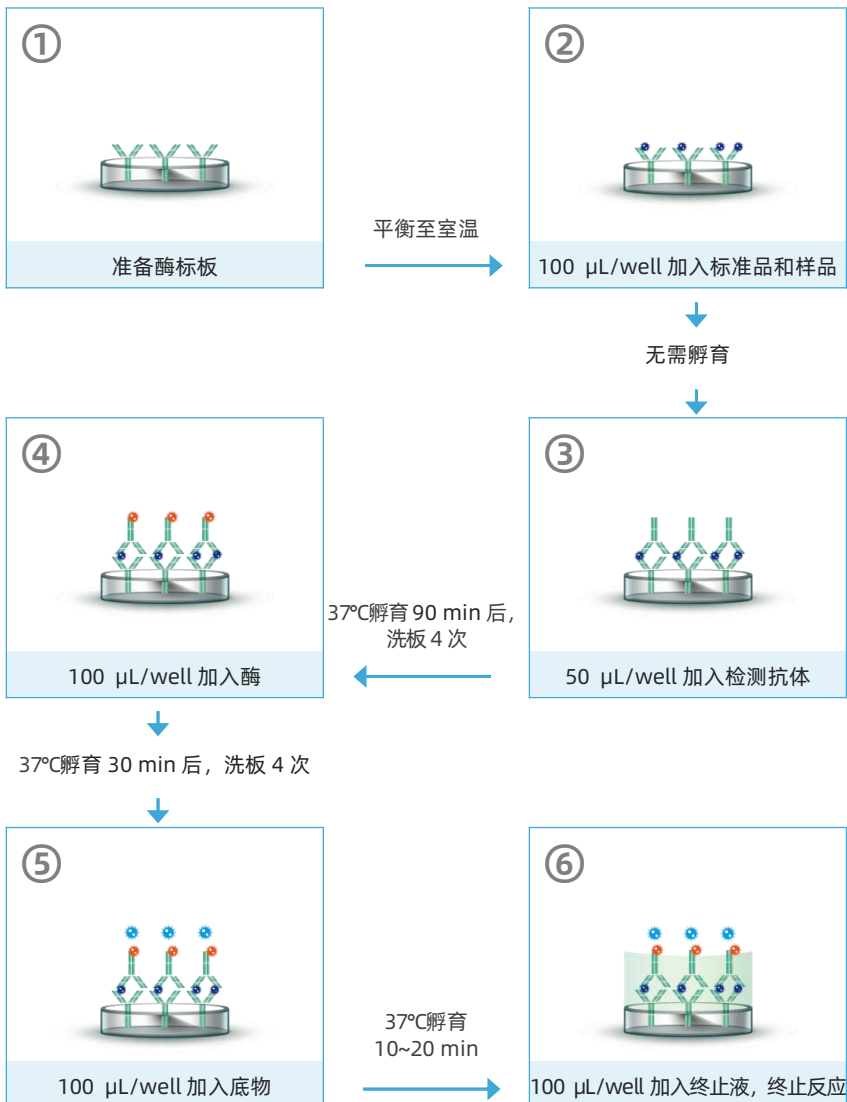 ①
准备酶标板
平衡至室温
②
100 μL/well 加入标准品和样品
无需孵育
③
50 μL/well 加入检测抗体
37℃孵育 90 min 后，
洗板 4 次
④
100 μL/well 加入酶
37℃孵育 30 min 后，洗板 4 次
⑤
100 μL/well 加入底物
37℃孵育
10~20 min
⑥
100 μL/well 加入终止液，终止反应